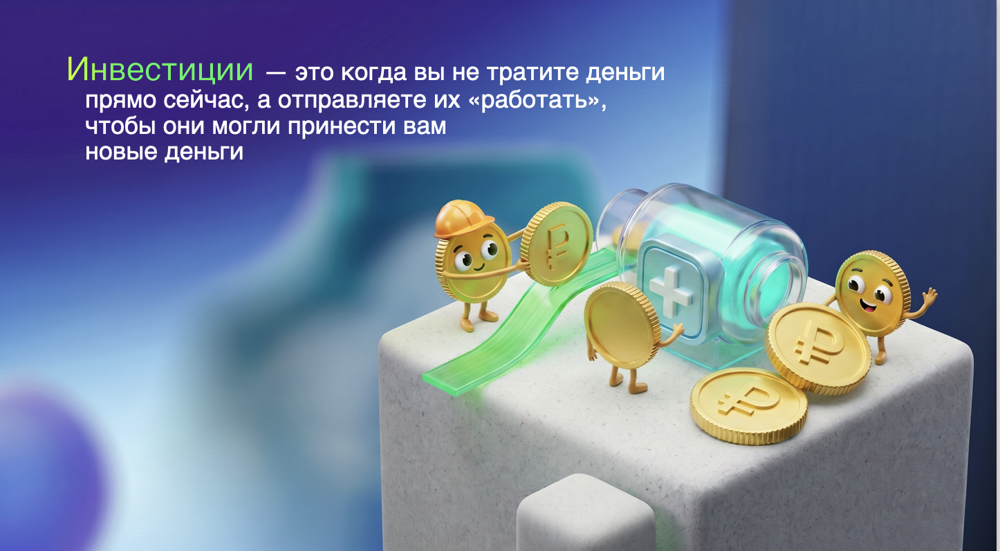 Инвестиции — это когда вы не тратите деньги
прямо сейчас, а отправляете их «работать»,
чтобы они могли принести вам
новые деньги
₽
₽
₽